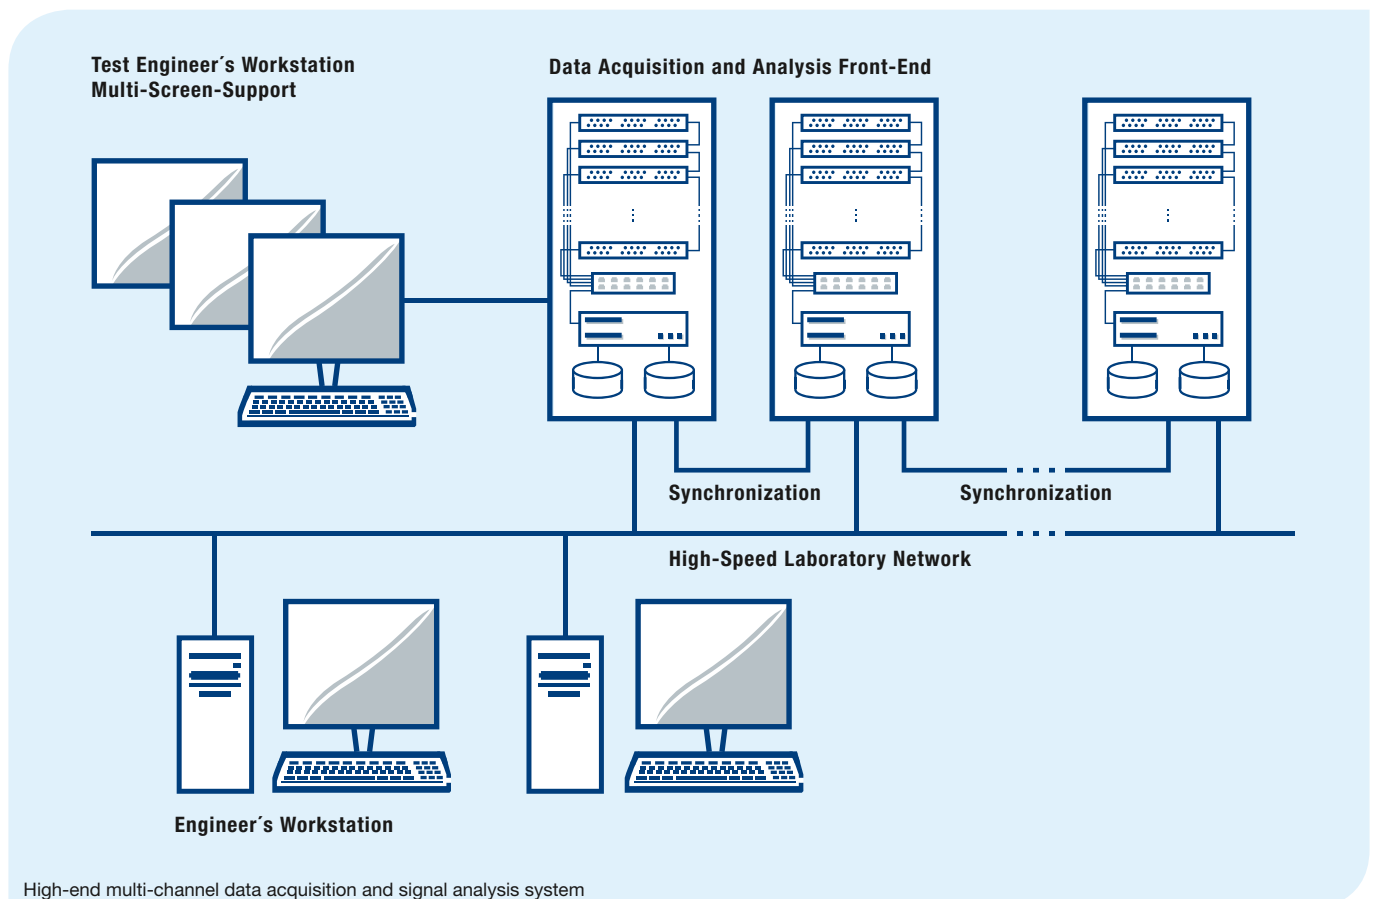 Test Engineer´s Workstation
Multi-Screen-Support
Data Acquisition and Analysis Front-End
Synchronization
Synchronization
High-Speed Laboratory Network
Engineer´s Workstation
High-end multi-channel data acquisition and signal analysis system